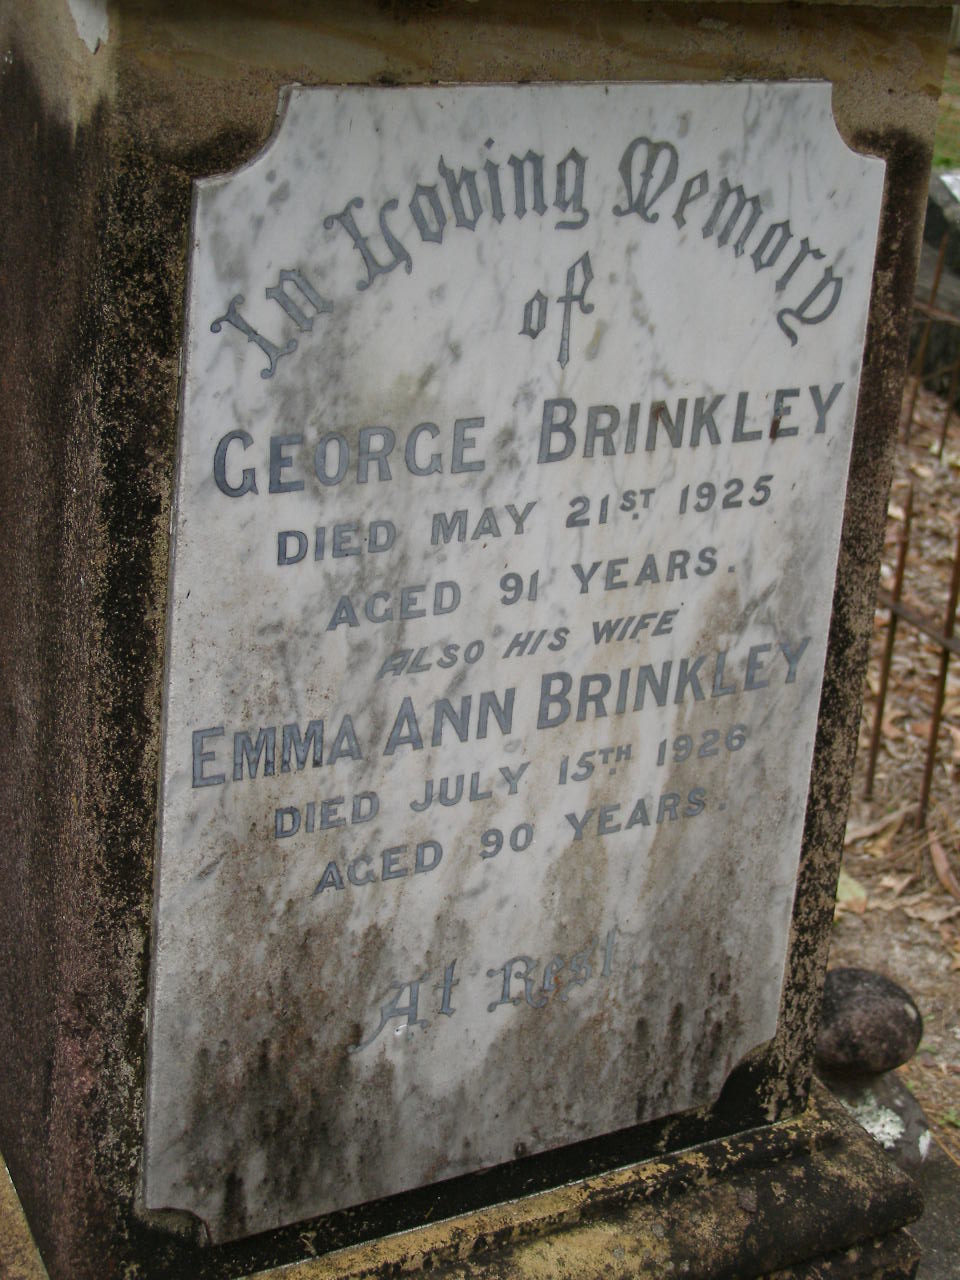 In Loving Memory
of
GEORGE BRINKLEY
DIED MAY 21ST 1925
AGED 91 YEARS.
ALSO HIS WIFE
EMMA ANN BRINKLEY
DIED JULY 15TH 1926
AGED 90 YEARS.
At Rest